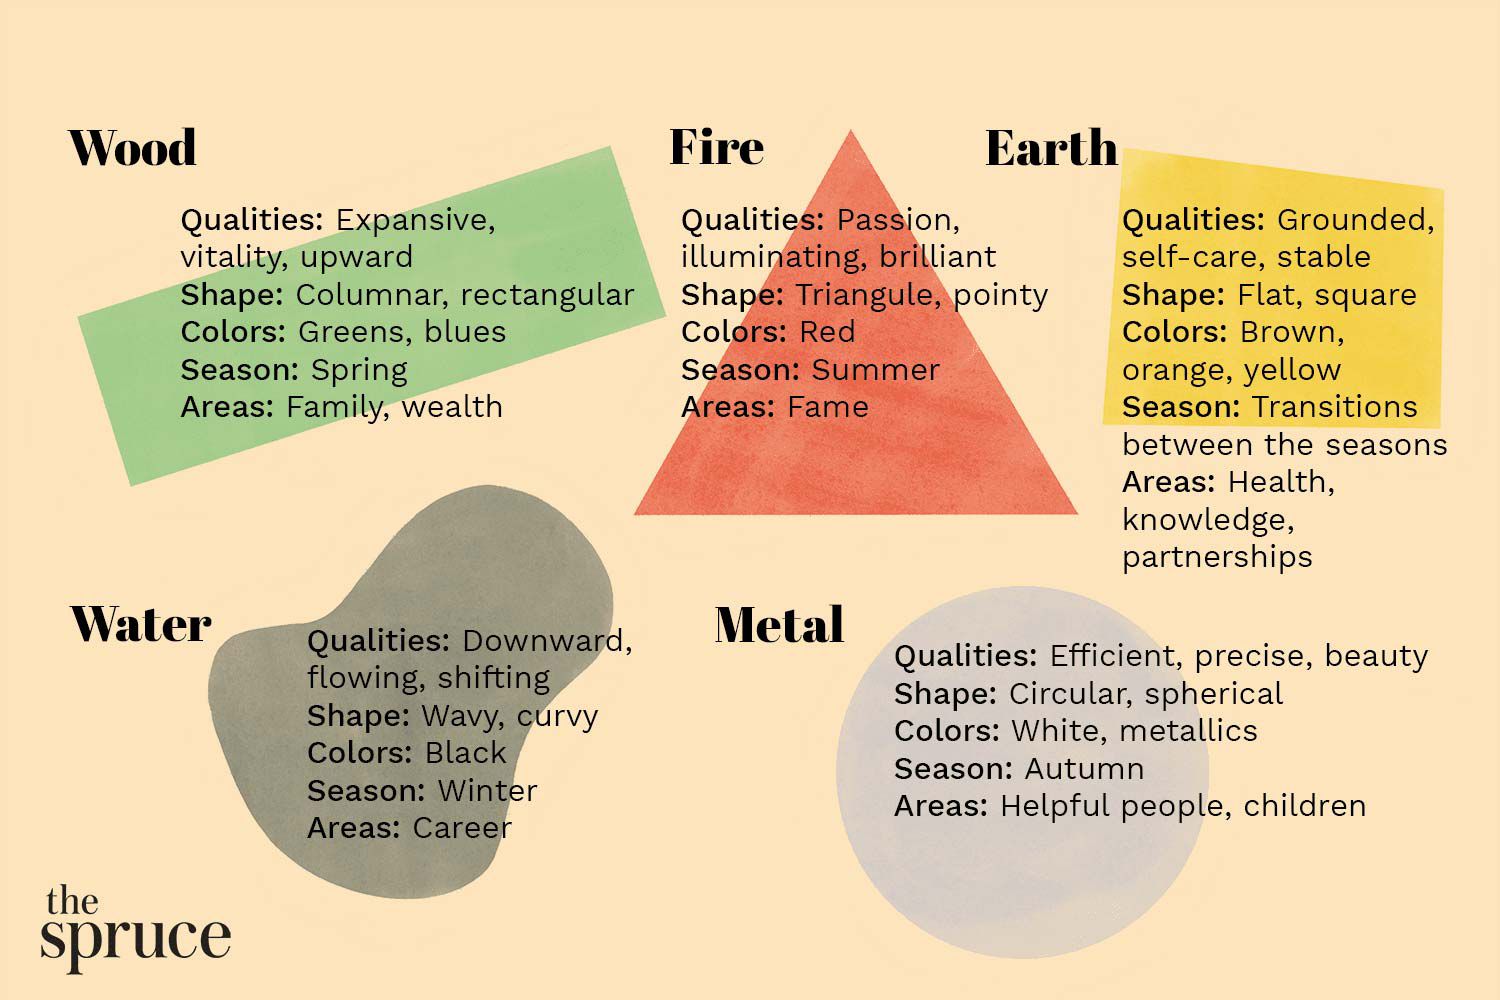 Wood
Qualities: Expansive,
vitality, upward
Shape: Columnar, rectangular
Colors: Greens, blues
Season: Spring
Areas: Family, wealth
Fire
Qualities: Passion,
illuminating, brilliant
Shape: Triangule, pointy
Colors: Red
Season: Summer
Areas: Fame
Earth
Qualities: Grounded,
self-care, stable
Shape: Flat, square
Colors: Brown,
orange, yellow
Season: Transitions
between the seasons
Areas: Health,
knowledge,
partnerships
Water
Qualities: Downward,
flowing, shifting
Shape: Wavy, curvy
Colors: Black
Season: Winter
Areas: Career
Metal
Qualities: Efficient, precise, beauty
Shape: Circular, spherical
Colors: White, metallics
Season: Autumn
Areas: Helpful people, children
the
spruce